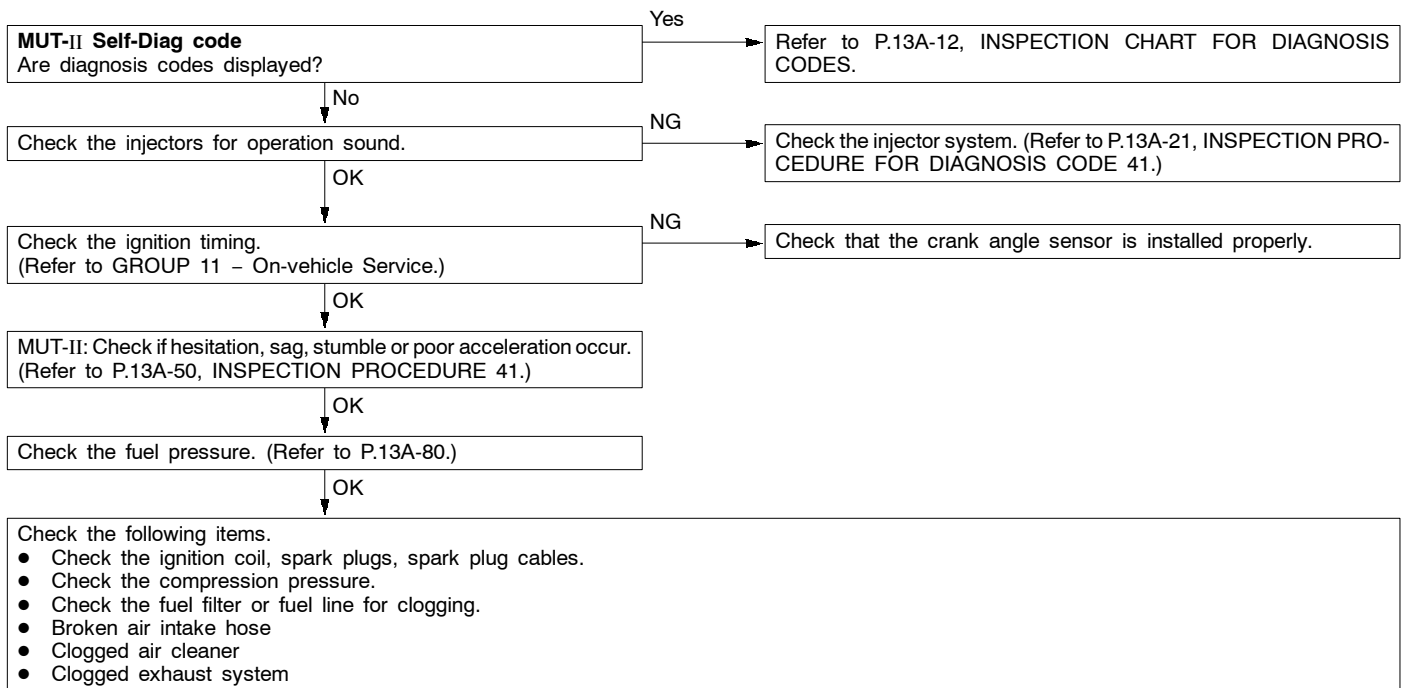 Yes
MUT-II Self-Diag code
Are diagnosis codes displayed?
Refer to P.13A-12, INSPECTION CHART FOR DIAGNOSIS
CODES.
No
Check the injectors for operation sound.
NG
Check the injector system. (Refer to P.13A-21, INSPECTION PRO-
CEDURE FOR DIAGNOSIS CODE 41.)
OK
Check the ignition timing.
(Refer to GROUP 11 – On-vehicle Service.)
NG
Check that the crank angle sensor is installed properly.
OK
MUT-II: Check if hesitation, sag, stumble or poor acceleration occur.
(Refer to P.13A-50, INSPECTION PROCEDURE 41.)
OK
Check the fuel pressure. (Refer to P.13A-80.)
OK
Check the following items.
● Check the ignition coil, spark plugs, spark plug cables.
● Check the compression pressure.
● Check the fuel filter or fuel line for clogging.
● Broken air intake hose
● Clogged air cleaner
● Clogged exhaust system